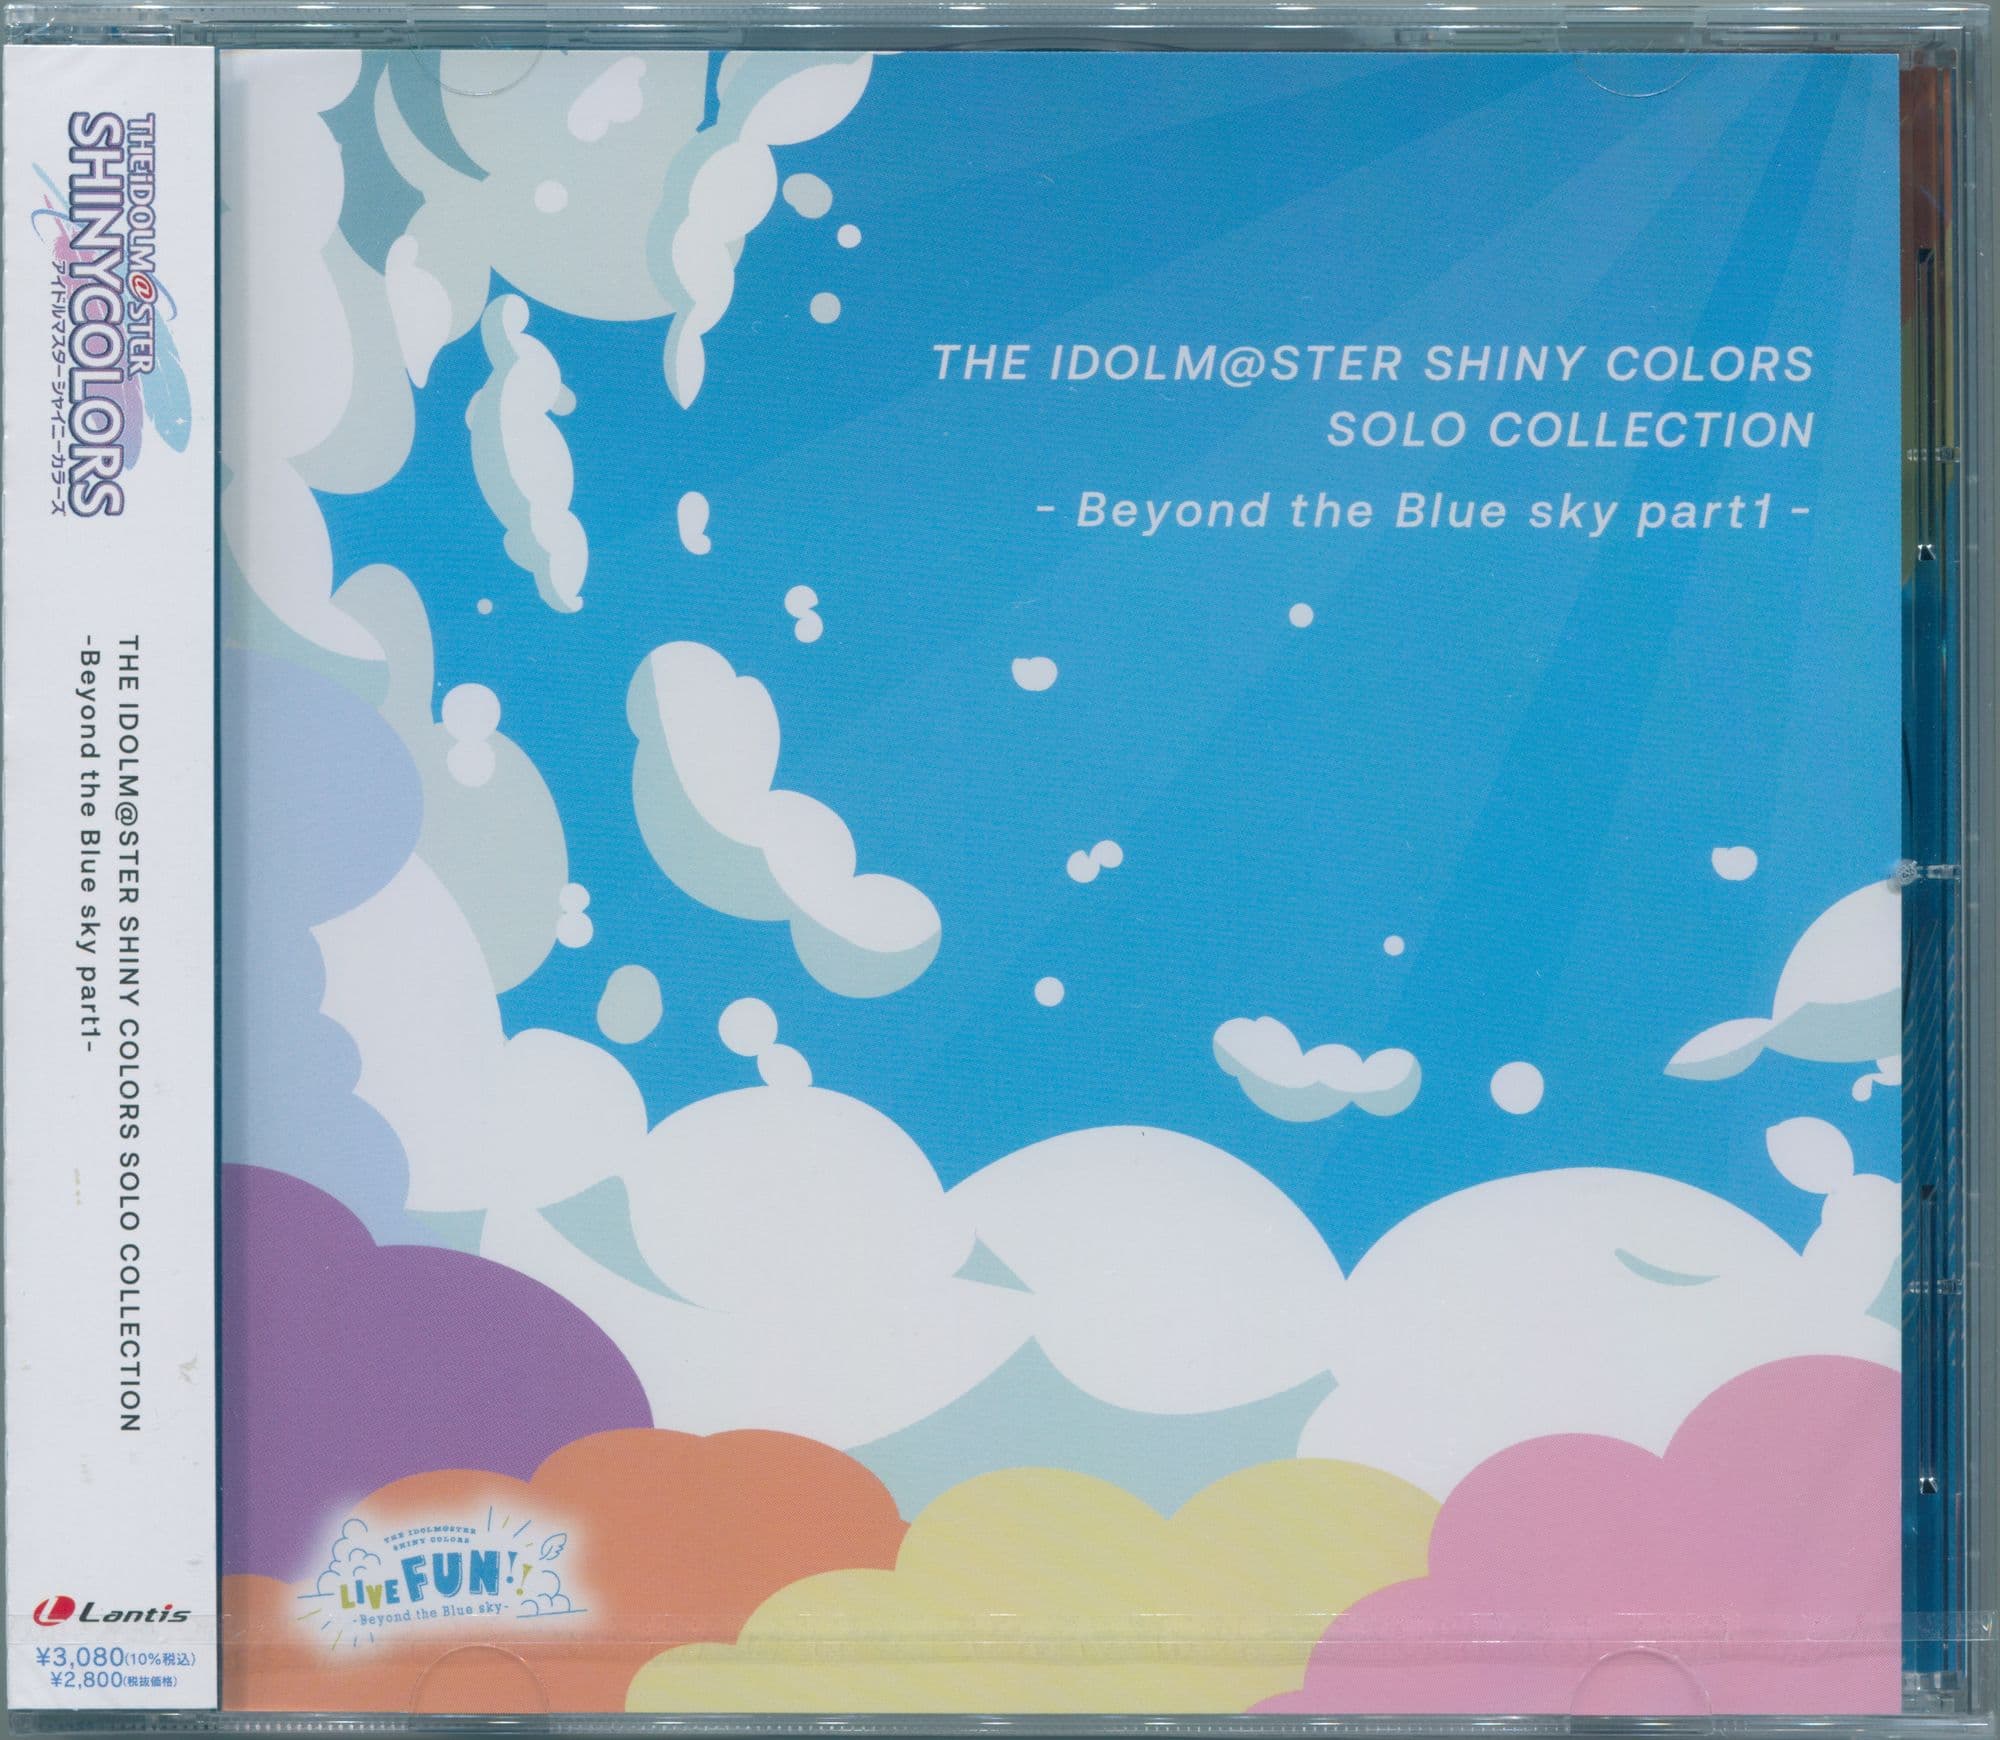 THE iDOLM@STER
SHINYCOLORS
アイドルマスターシャイニーカラーズ
THE IDOLM@STER SHINY COLORS SOLO COLLECTION
-Beyond the Blue sky part1-
Lantis
¥3,080(10%税込)
¥2,800(税抜価格)
THE IDOLM@STER SHINY COLORS
SOLO COLLECTION
- Beyond the Blue sky part1 -
THE IDOLM@STER
SHINY COLORS
LIVE FUN!!
-Beyond the Blue sky-